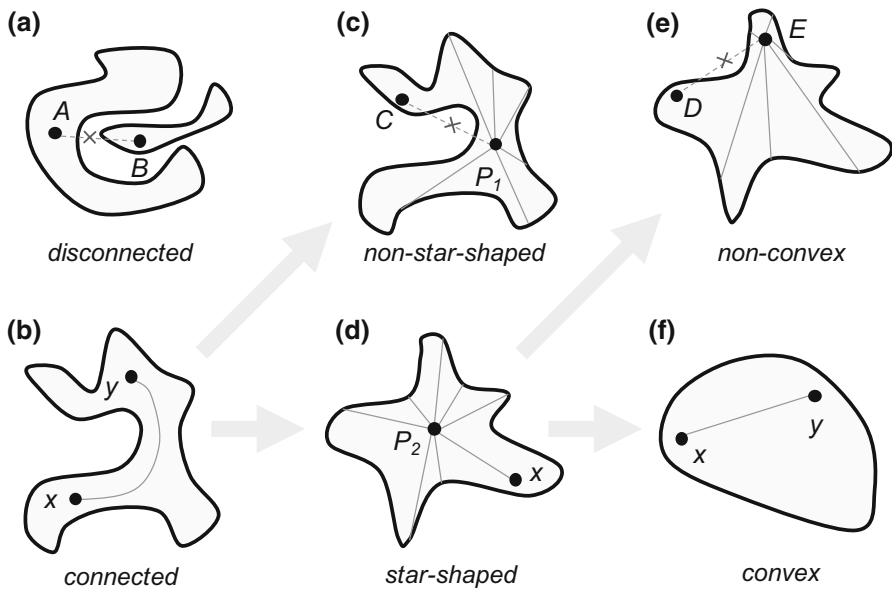 (a)
A
B
disconnected
(c)
C
P1
non-star-shaped
(e)
E
D
non-convex
(b)
y
x
connected
(d)
P2
x
star-shaped
(f)
x
y
convex